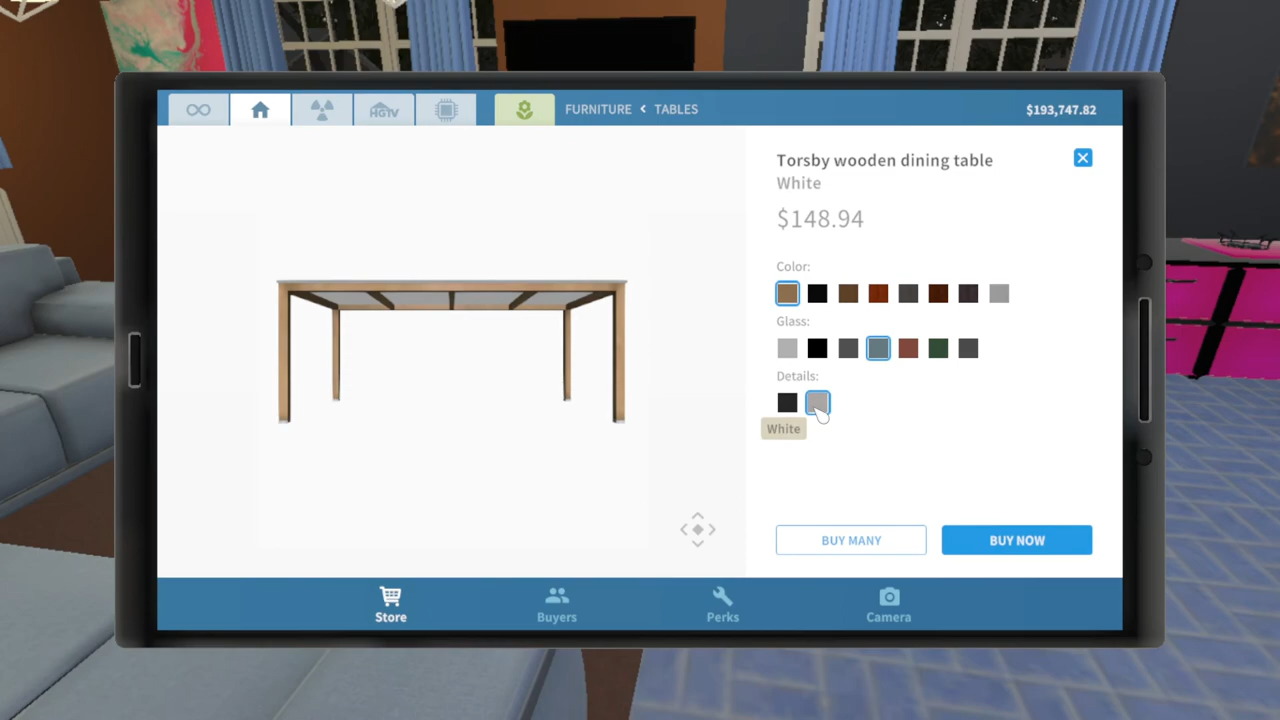 HGTV
FURNITURE < TABLES
$193,747.82
Torsby wooden dining table
White
$148.94
Color:
Glass:
Details:
White
BUY MANY
BUY NOW
Store
Buyers
Perks
Camera